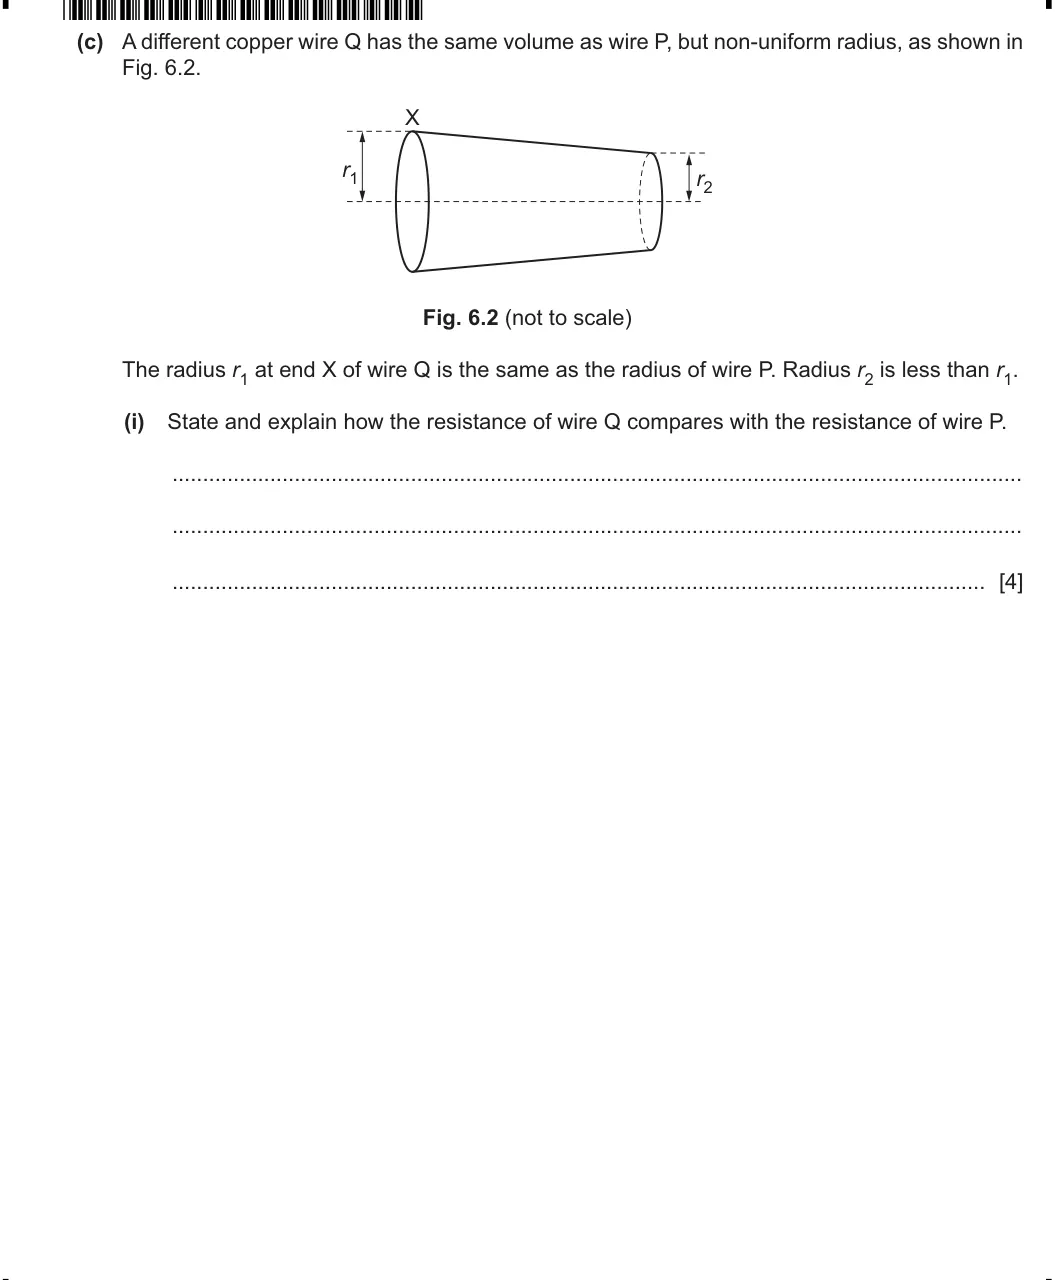 (c) A different copper wire Q has the same volume as wire P, but non-uniform radius, as shown in
Fig. 6.2.
X
r1
r2
Fig. 6.2 (not to scale)
The radius r1 at end X of wire Q is the same as the radius of wire P. Radius r2 is less than r1.
(i) State and explain how the resistance of wire Q compares with the resistance of wire P.
....................................................................................................................................................
....................................................................................................................................................
............................................................................................................................................. [4]